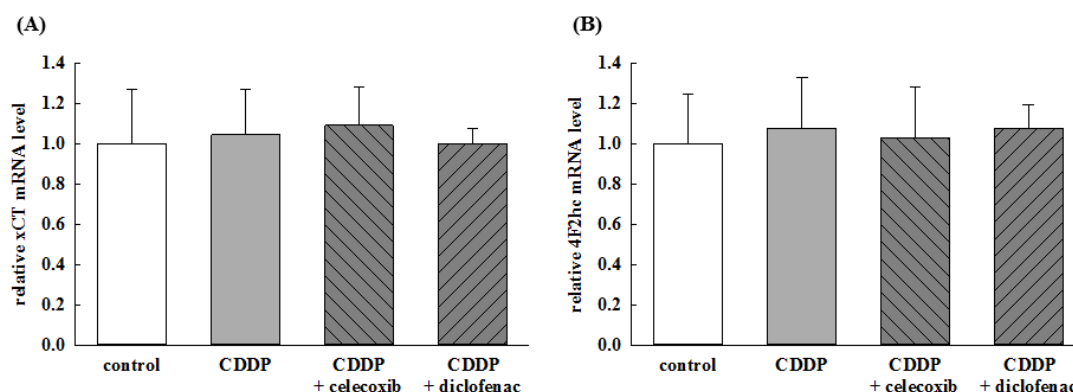 (A)
relative xCT mRNA level
1.4
1.2
1.0
0.8
0.6
0.4
0.2
0.0
control
CDDP
CDDP
+ celecoxib
CDDP
+ diclofenac
(B)
relative 4F2hc mRNA level
1.4
1.2
1.0
0.8
0.6
0.4
0.2
0.0
control
CDDP
CDDP
+ celecoxib
CDDP
+ diclofenac